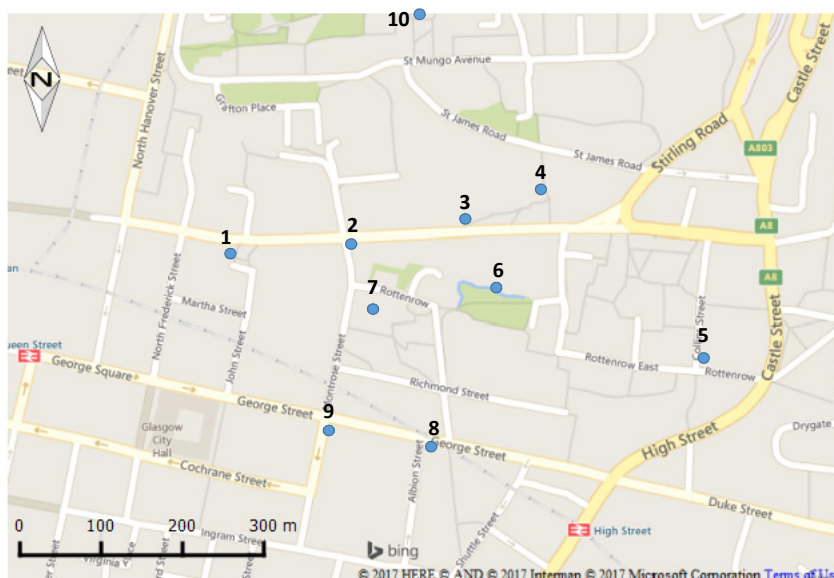 10
St Mungo Avenue
North Hanover Street
Grafton Place
N
St James Road
St James Road
Stirling Road
Castle Street
A803
4
3
2
1
A8
A8
6
7
Rottenrow
North Frederick Street
Martha Street
John Street
Montrose Street
Collins Street
5
Rottenrow East
Rottenrow
Castle Street
Queen Street
George Square
Richmond Street
George Street
9
8
George Street
Glasgow
City
Hall
Cochrane Street
Albion Street
High Street
Drygate
Duke Street
Shuttle Street
High Street
Ingram Street
Virginia
0 100 200 300 m
bing
© 2017 HERE © AND © 2017 Intermap © 2017 Microsoft Corporation Terms of Us